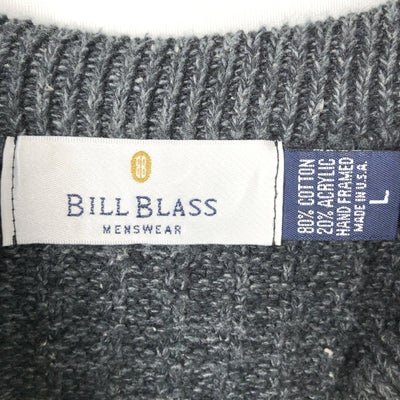 BB
BILL BLASS
MENSWEAR
80% COTTON
20% ACRYLIC
HAND FRAMED
MADE IN U.S.A.
L